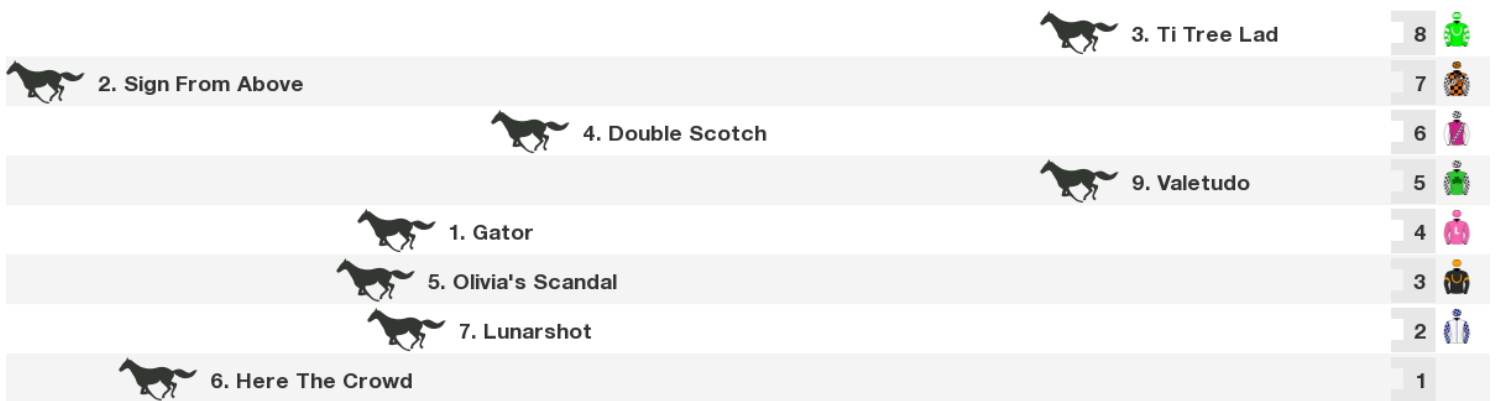 3. Ti Tree Lad 8
2. Sign From Above 7
4. Double Scotch 6
9. Valetudo 5
1. Gator 4
5. Olivia's Scandal 3
7. Lunarshot 2
6. Here The Crowd 1